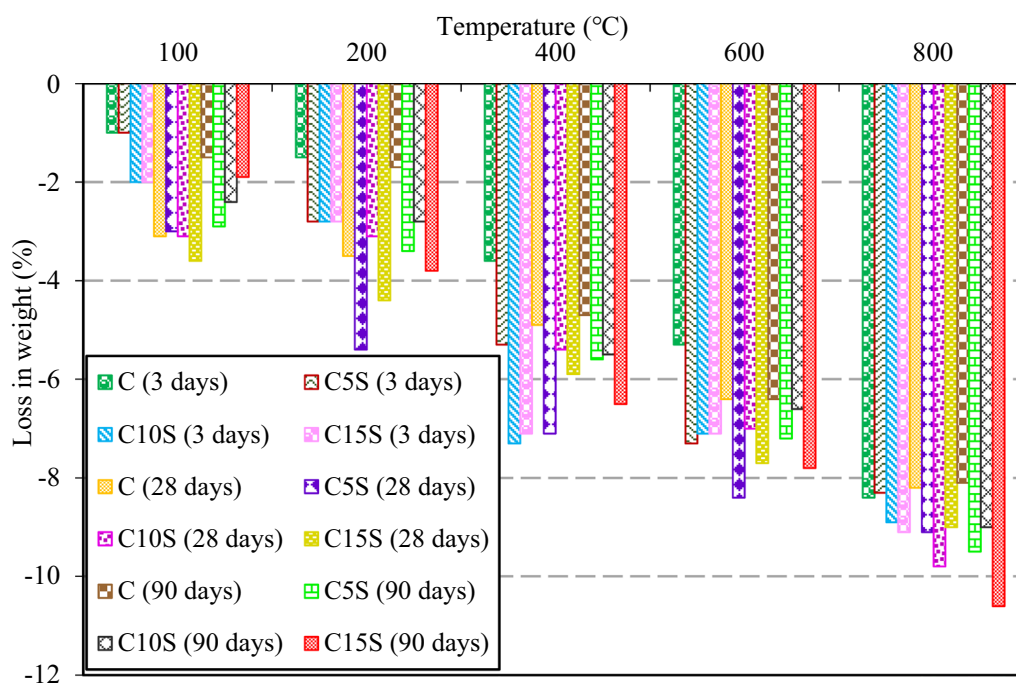 Temperature (°C)
100 200 400 600 800
0
-2
-4
-6
-8
-10
-12
Loss in weight (%)
C (3 days) C5S (3 days)
C10S (3 days) C15S (3 days)
C (28 days) C5S (28 days)
C10S (28 days) C15S (28 days)
C (90 days) C5S (90 days)
C10S (90 days) C15S (90 days)